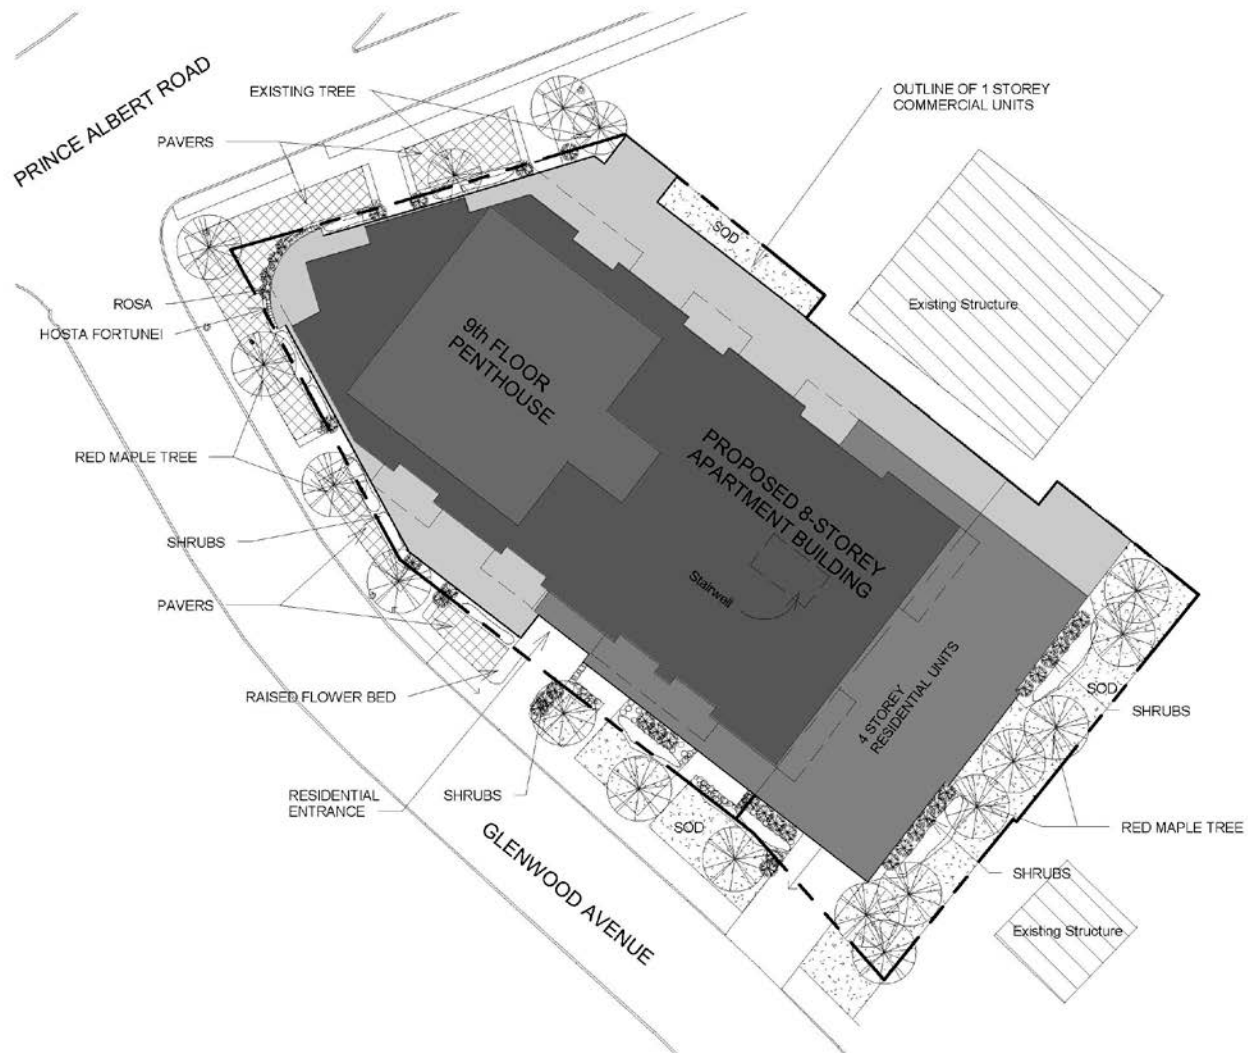 PRINCE ALBERT ROAD
EXISTING TREE
OUTLINE OF 1 STOREY
COMMERCIAL UNITS
PAVERS
SOD
Existing Structure
ROSA
HOSTA FORTUNEI
9th FLOOR
PENTHOUSE
RED MAPLE TREE
PROPOSED 8-STOREY
APARTMENT BUILDING
SHRUBS
Stairwell
PAVERS
4 STOREY
RESIDENTIAL UNITS
RAISED FLOWER BED
SOD
SHRUBS
RESIDENTIAL
ENTRANCE
SHRUBS
SOD
RED MAPLE TREE
GLENWOOD AVENUE
SHRUBS
Existing Structure